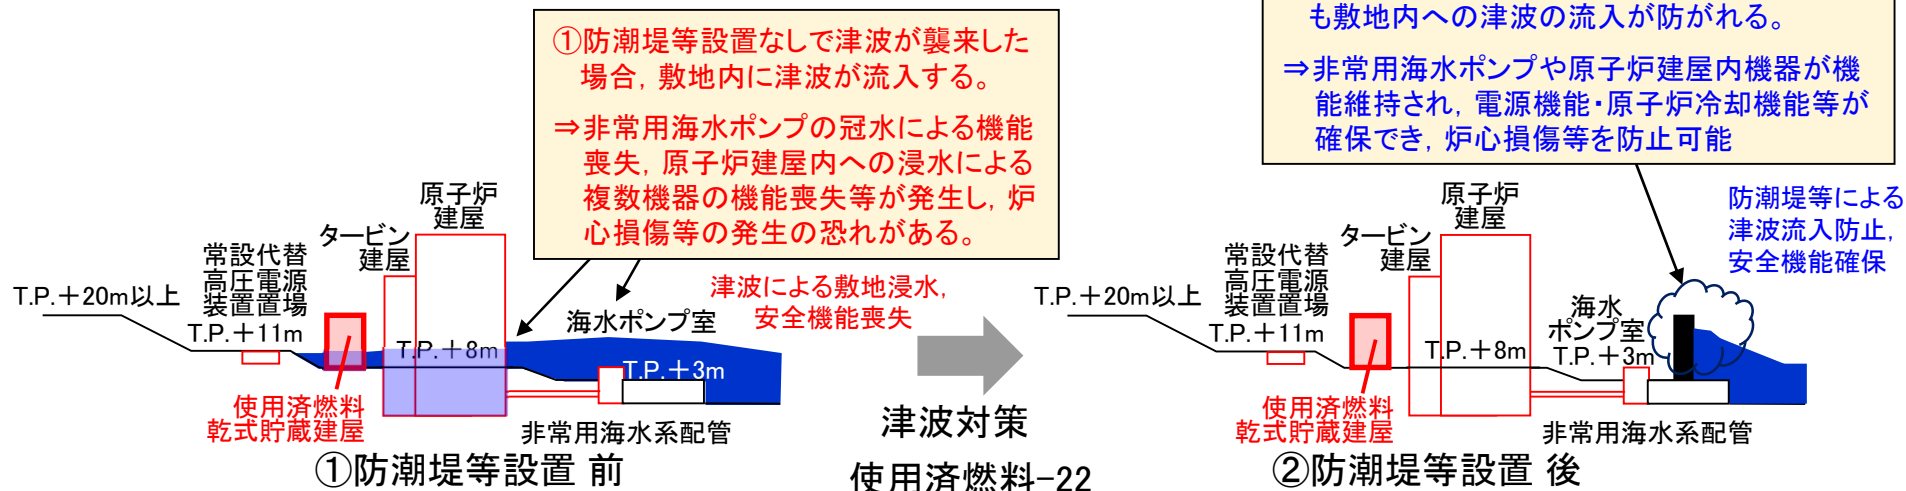 ①防潮堤等設置なしで津波が襲来した
場合, 敷地内に津波が流入する。
⇒非常用海水ポンプの冠水による機能
喪失, 原子炉建屋内への浸水による
複数機器の機能喪失等が発生し, 炉
心損傷等の発生の恐れがある。
原子炉
建屋
タービン
建屋
常設代替
高圧電源
装置置場
T.P.+20m以上
T.P.+11m
T.P.+8m
津波による敷地浸水,
安全機能喪失
海水ポンプ室
T.P.+3m
使用済燃料
乾式貯蔵建屋
非常用海水系配管
①防潮堤等設置 前
津波対策
使用済燃料-22
も敷地内への津波の流入が防がれる。
⇒非常用海水ポンプや原子炉建屋内機器が機
能維持され, 電源機能・原子炉冷却機能等が
確保でき, 炉心損傷等を防止可能
原子炉
建屋
タービン
建屋
常設代替
高圧電源
装置置場
T.P.+20m以上
T.P.+11m
T.P.+8m
防潮堤等による
津波流入防止,
安全機能確保
海水
ポンプ室
T.P.+3m
使用済燃料
乾式貯蔵建屋
非常用海水系配管
②防潮堤等設置 後